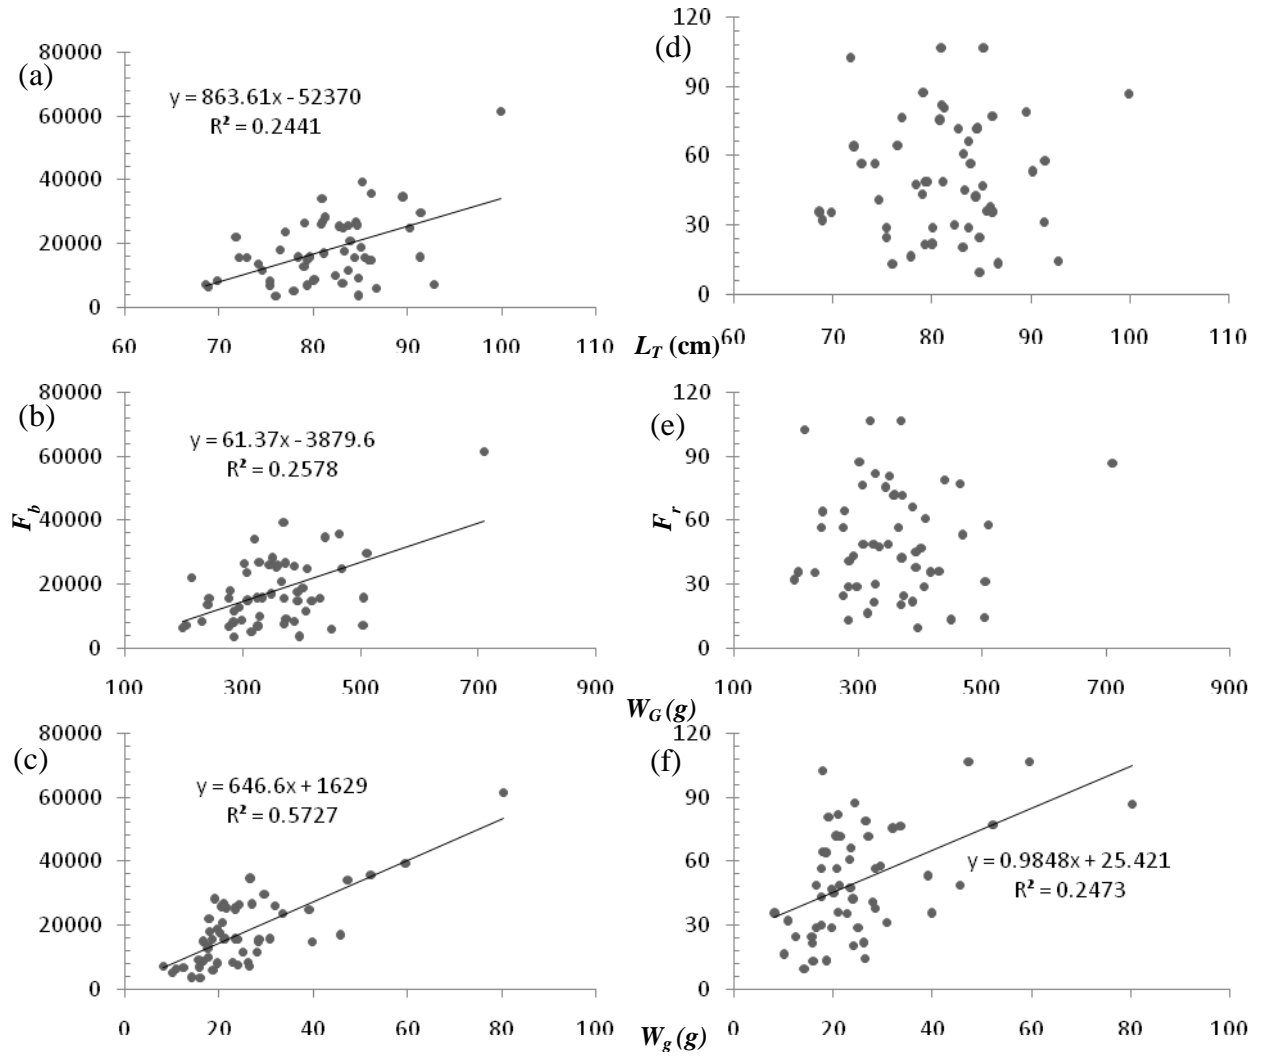 (a)
80000
60000
40000
20000
0
y = 863.61x - 52370
R² = 0.2441
60 70 80 90 100 110
(d)
120
90
60
30
0
60 70 80 90 100 110
L_T (cm)
(b)
80000
60000
40000
20000
0
y = 61.37x - 3879.6
R² = 0.2578
F_b
100 300 500 700 900
(e)
120
90
60
30
0
F_r
100 300 500 700 900
W_G (g)
(c)
80000
60000
40000
20000
0
y = 646.6x + 1629
R² = 0.5727
0 20 40 60 80 100
(f)
120
90
60
30
0
y = 0.9848x + 25.421
R² = 0.2473
0 20 40 60 80 100
W_g (g)